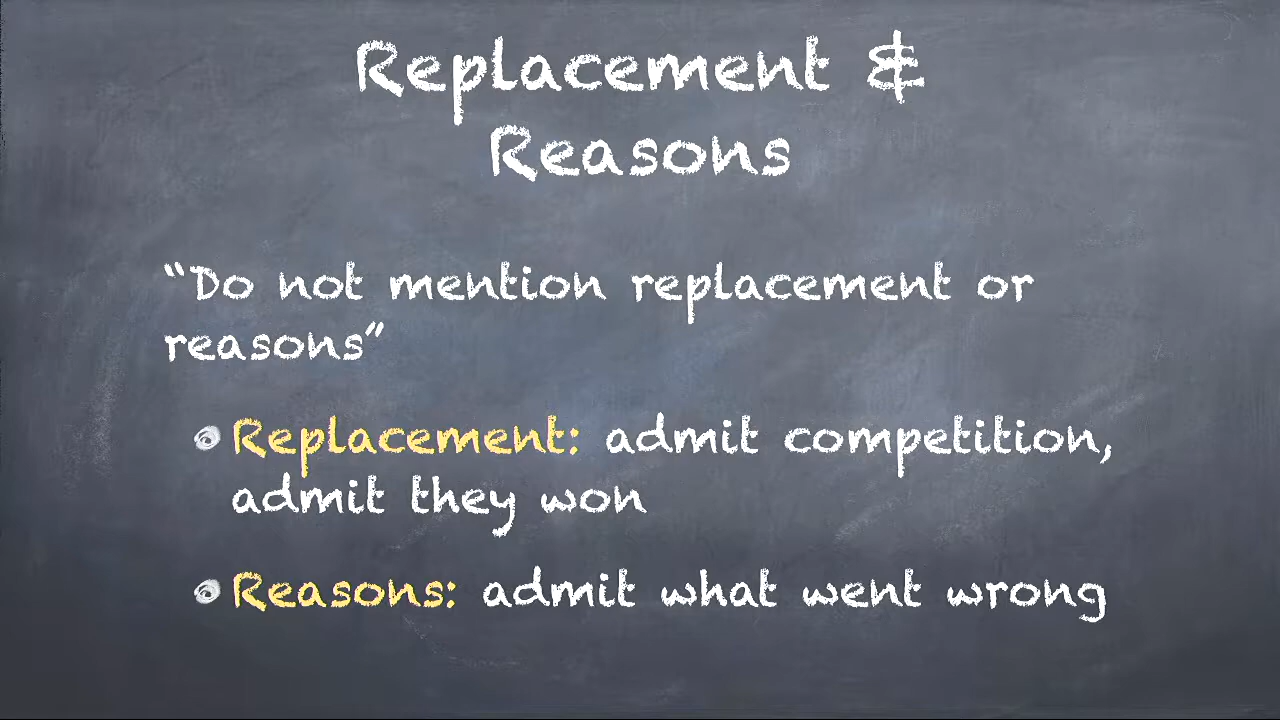 Replacement &
Reasons
“Do not mention replacement or
reasons”
Replacement: admit competition,
admit they won
Reasons: admit what went wrong